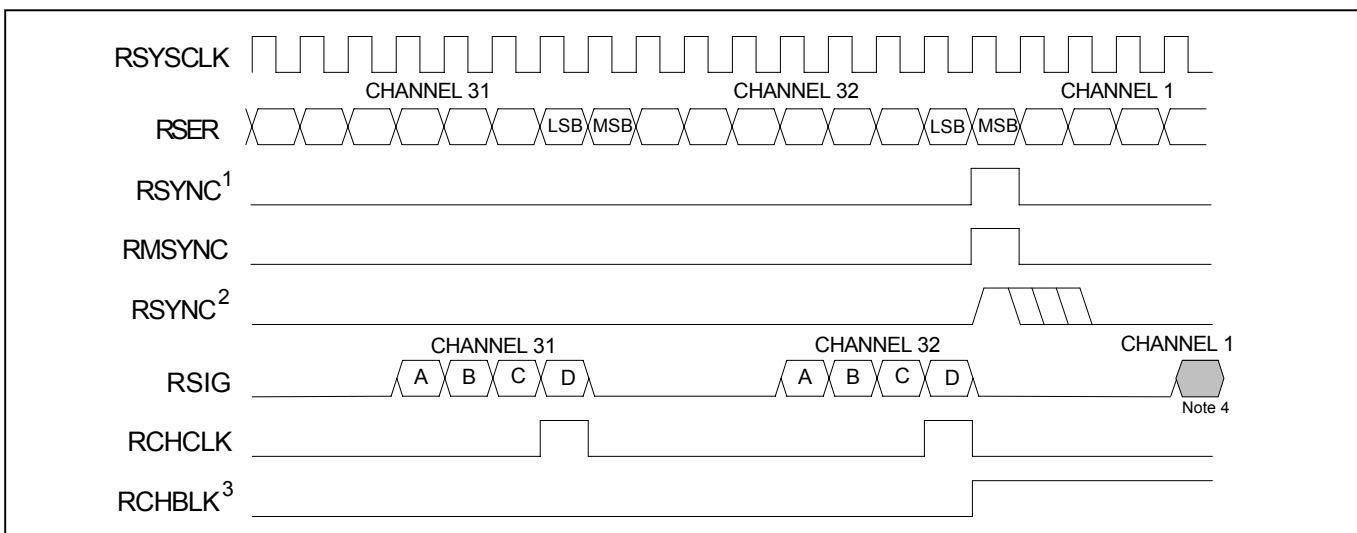 RSYSCLK
CHANNEL 31 CHANNEL 32 CHANNEL 1
RSER LSB MSB LSB MSB
RSYNC1
RMSYNC
RSYNC2
CHANNEL 31 CHANNEL 32 CHANNEL 1
RSIG A B C D A B C D
Note 4
RCHCLK
RCHBLK3